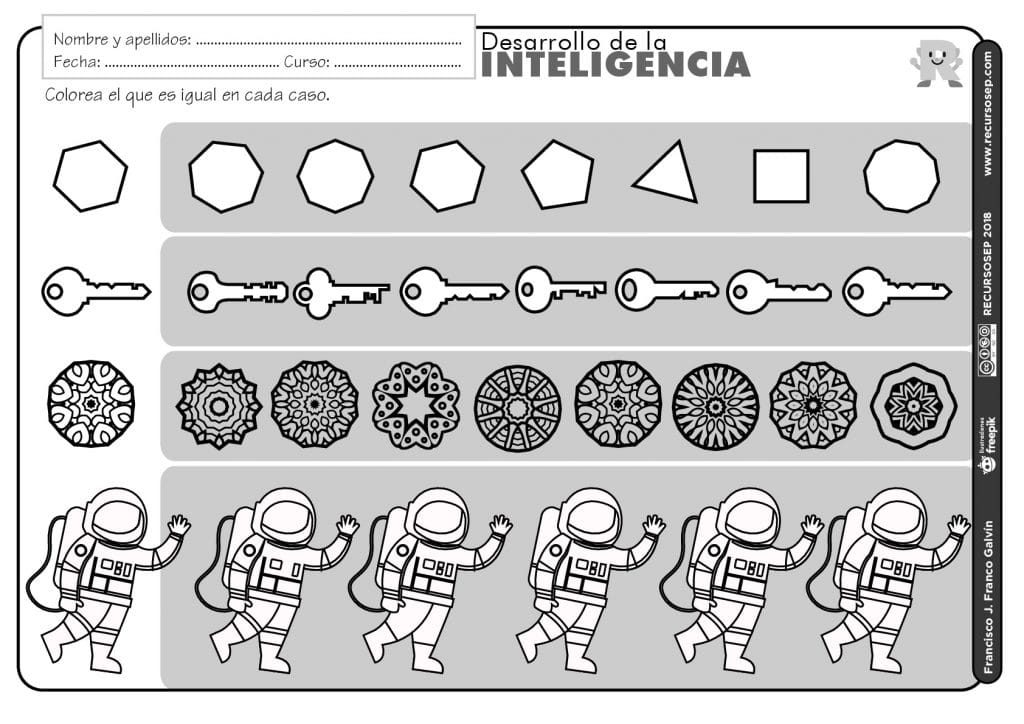 Nombre y apellidos: ......................................................................
Fecha: .............................................. Curso: ..................................
Desarrollo de la
INTELIGENCIA
Colorea el que es igual en cada caso.
R
www.recursosep.com
RECURSOSEP 2018
cc
Ilustraciones:
freepik
Francisco J. Franco Galvín